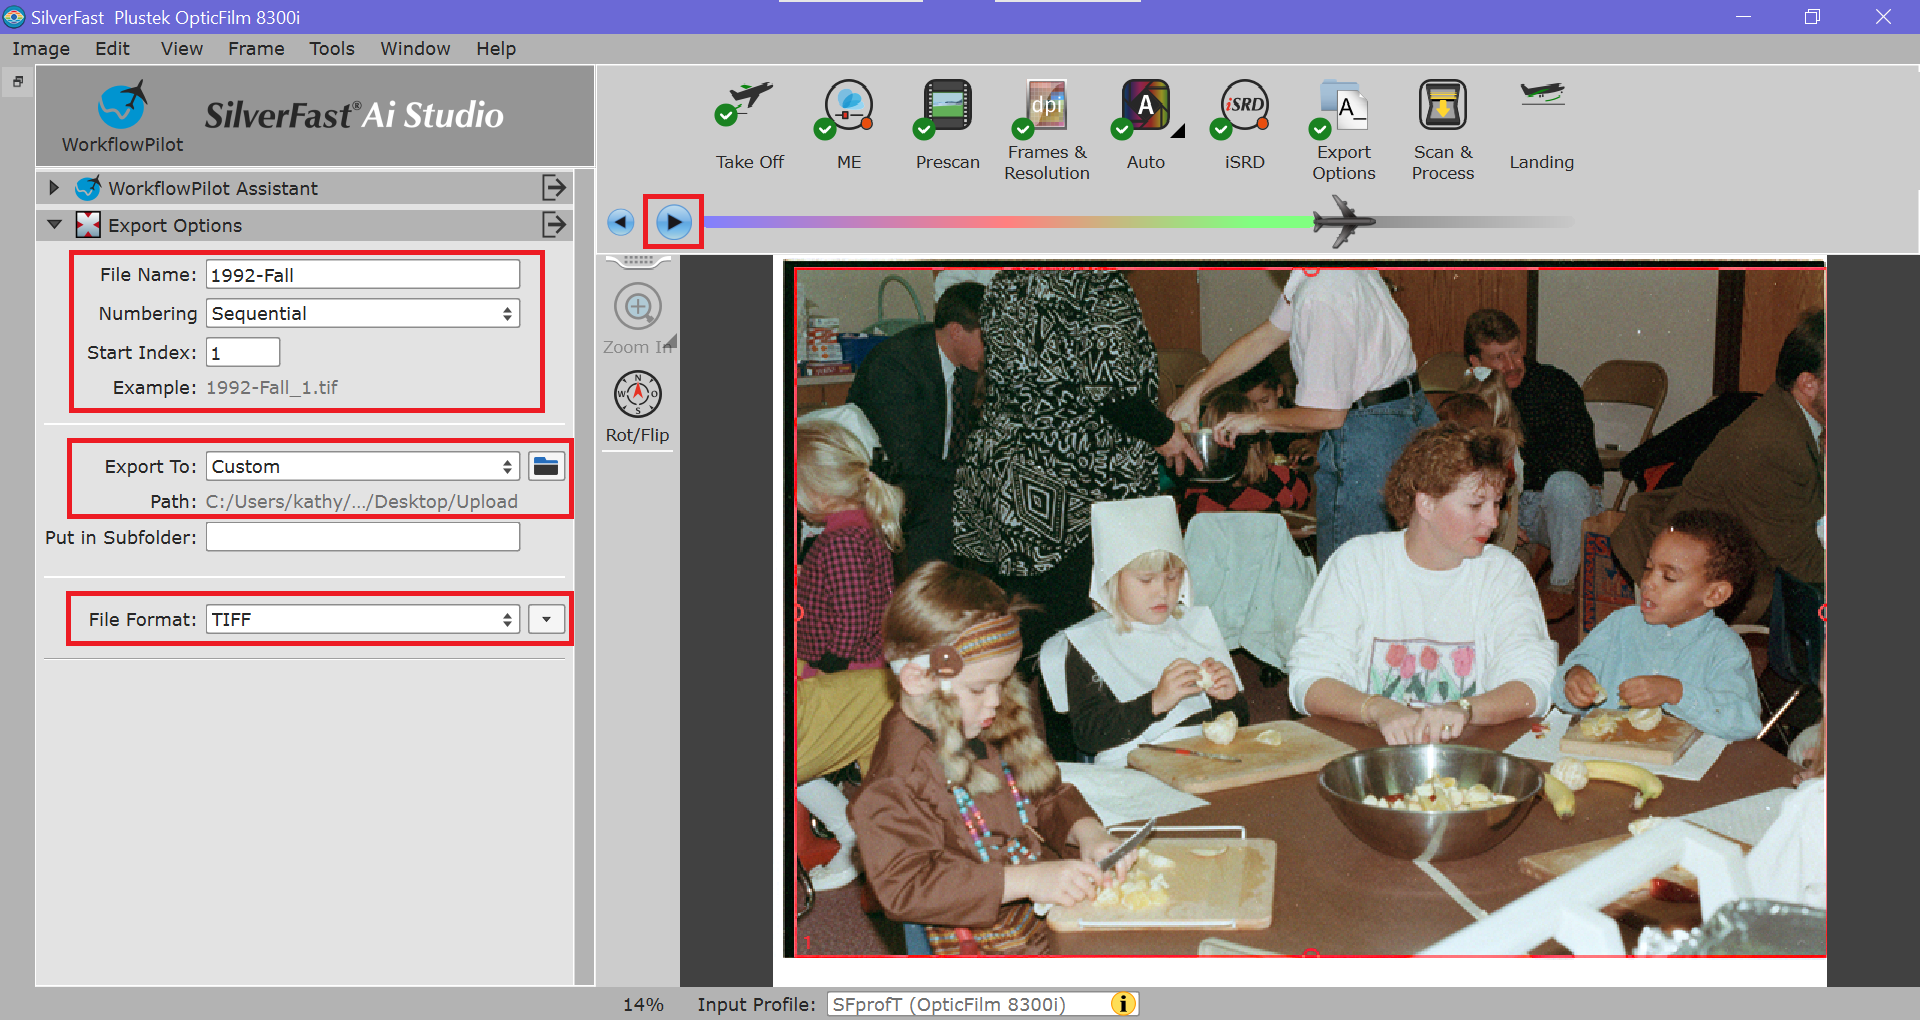 SilverFast Plustek OpticFilm 8300i
Image Edit View Frame Tools Window Help
WorkflowPilot
SilverFast® Ai Studio
Take Off
ME
Prescan
dpi
Frames & Resolution
A
Auto
iSRD
iSRD
A_
Export Options
Scan & Process
Landing
WorkflowPilot Assistant
Export Options
File Name: 1992-Fall
Numbering Sequential
Start Index: 1
Example: 1992-Fall_1.tif
Export To: Custom
Path: C:/Users/kathy/.../Desktop/Upload
Put in Subfolder:
File Format: TIFF
Zoom In
N
W O
S
Rot/Flip
1
14% Input Profile: SFprofT (OpticFilm 8300i) i